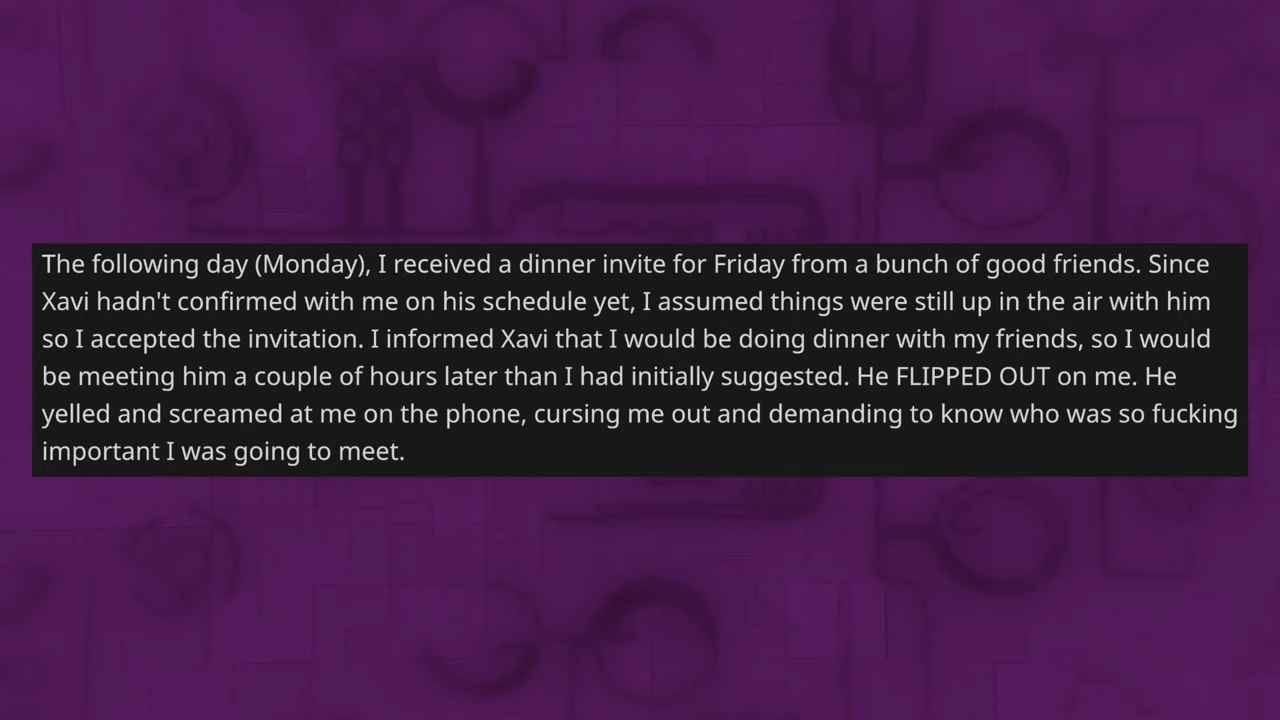 The following day (Monday), I received a dinner invite for Friday from a bunch of good friends. Since
Xavi hadn't confirmed with me on his schedule yet, I assumed things were still up in the air with him
so I accepted the invitation. I informed Xavi that I would be doing dinner with my friends, so I would
be meeting him a couple of hours later than I had initially suggested. He FLIPPED OUT on me. He
yelled and screamed at me on the phone, cursing me out and demanding to know who was so fucking
important I was going to meet.